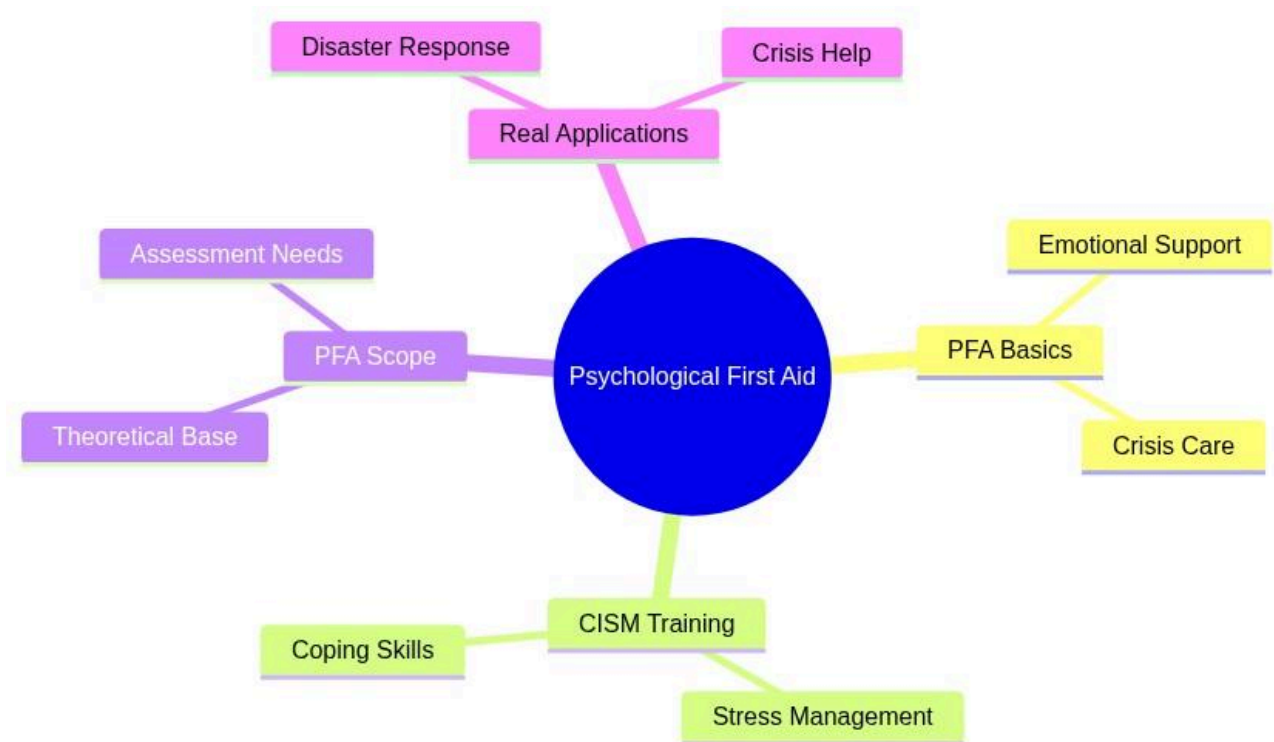 Disaster Response
Crisis Help
Real Applications
Assessment Needs
Emotional Support
PFA Scope
PFA Basics
Psychological First Aid
Theoretical Base
Crisis Care
CISM Training
Coping Skills
Stress Management